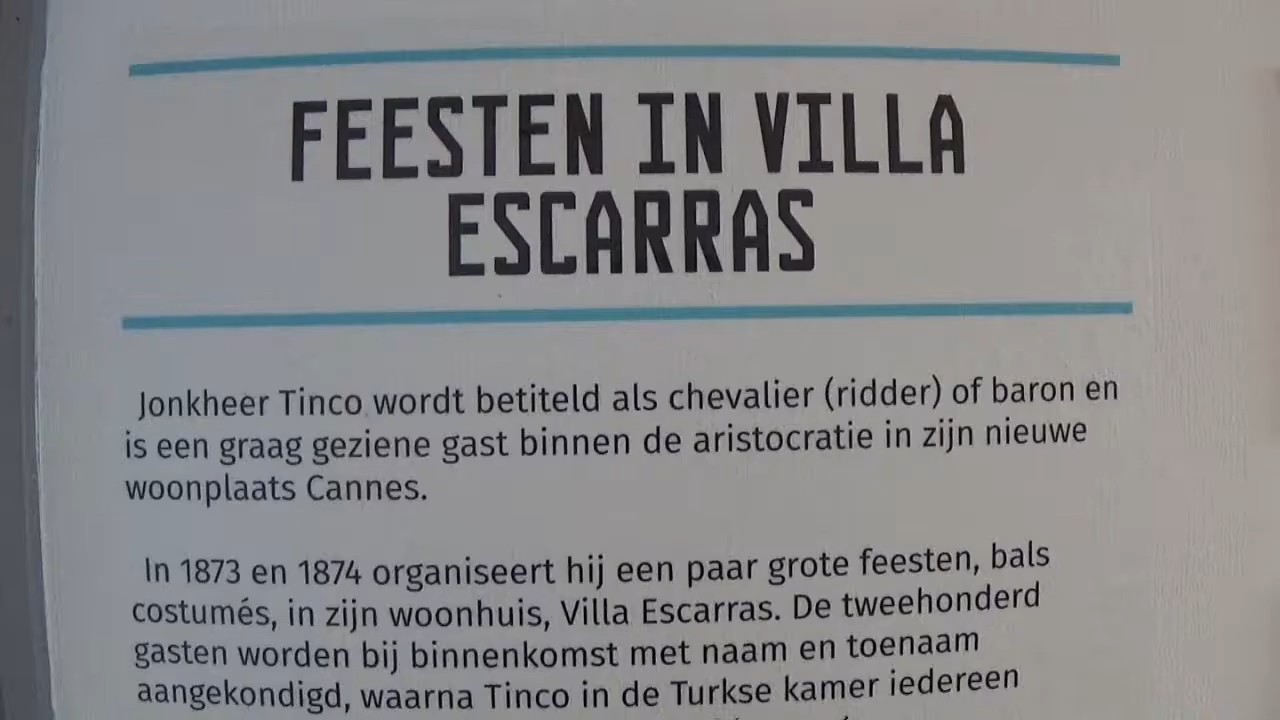 FEESTEN IN VILLA
ESCARRAS
Jonkheer Tinco wordt betiteld als chevalier (ridder) of baron en
is een graag geziene gast binnen de aristocratie in zijn nieuwe
woonplaats Cannes.
In 1873 en 1874 organiseert hij een paar grote feesten, bals
costumés, in zijn woonhuis, Villa Escarras. De tweehonderd
gasten worden bij binnenkomst met naam en toenaam
aangekondigd, waarna Tinco in de Turkse kamer iedereen